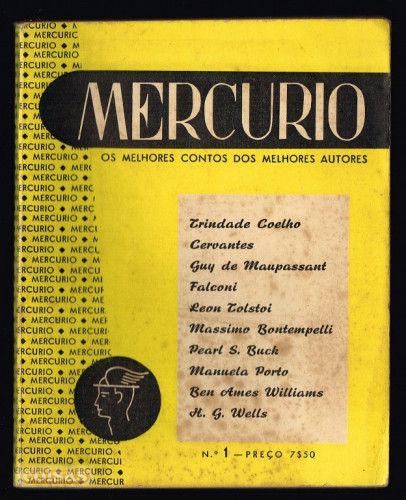 MERCURIO
OS MELHORES CONTOS DOS MELHORES AUTORES
Trindade Coelho
Cervantes
Guy de Maupassant
Falconi
Leon Tolstoi
Massimo Bontempelli
Pearl S. Buck
Manuela Porto
Ben Ames Williams
H. G. Wells
N.º 1 — PREÇO 7$50